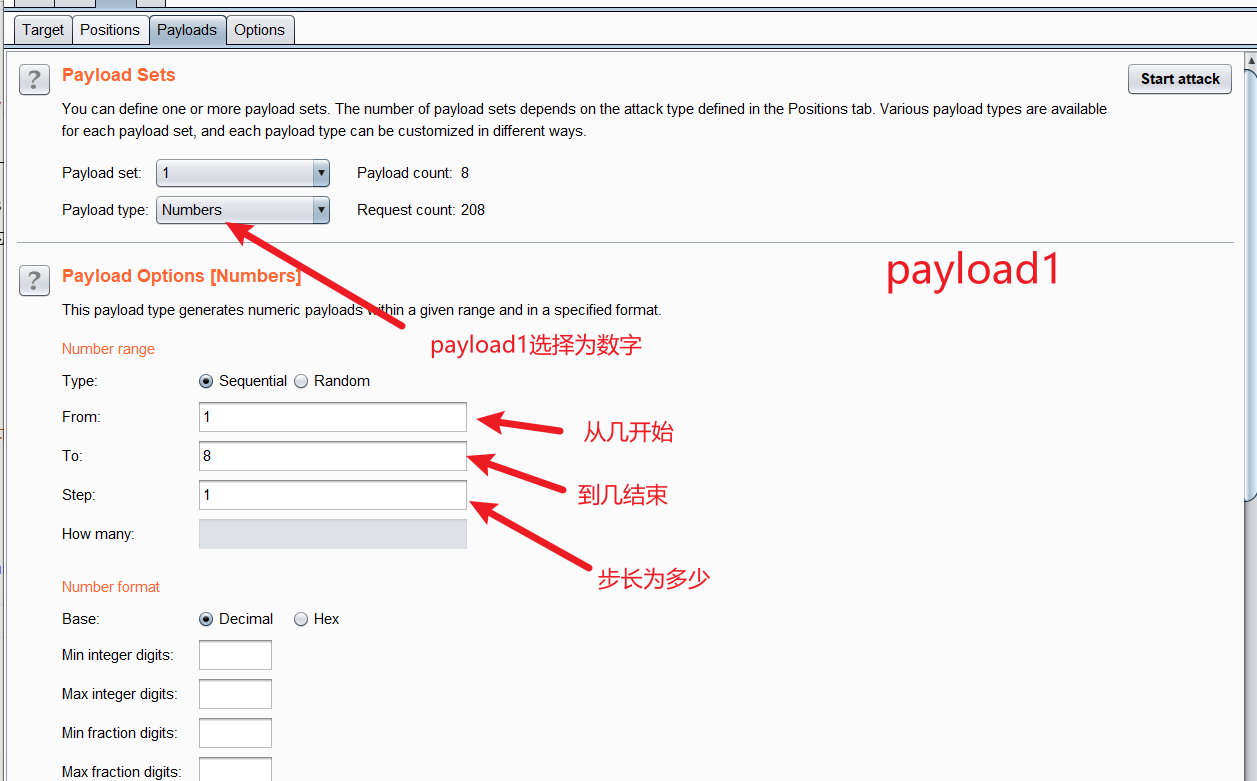 Target Positions Payloads Options
Payload Sets
Start attack
You can define one or more payload sets. The number of payload sets depends on the attack type defined in the Positions tab. Various payload types are available
for each payload set, and each payload type can be customized in different ways.
Payload set: 1 Payload count: 8
Payload type: Numbers Request count: 208
payload1
Payload Options [Numbers]
This payload type generates numeric payloads within a given range and in a specified format.
payload1选择为数字
Number range
Type: Sequential Random
From: 1
从几开始
To: 8
到几结束
Step: 1
How many:
步长为多少
Number format
Base: Decimal Hex
Min integer digits:
Max integer digits:
Min fraction digits:
Max fraction digits: